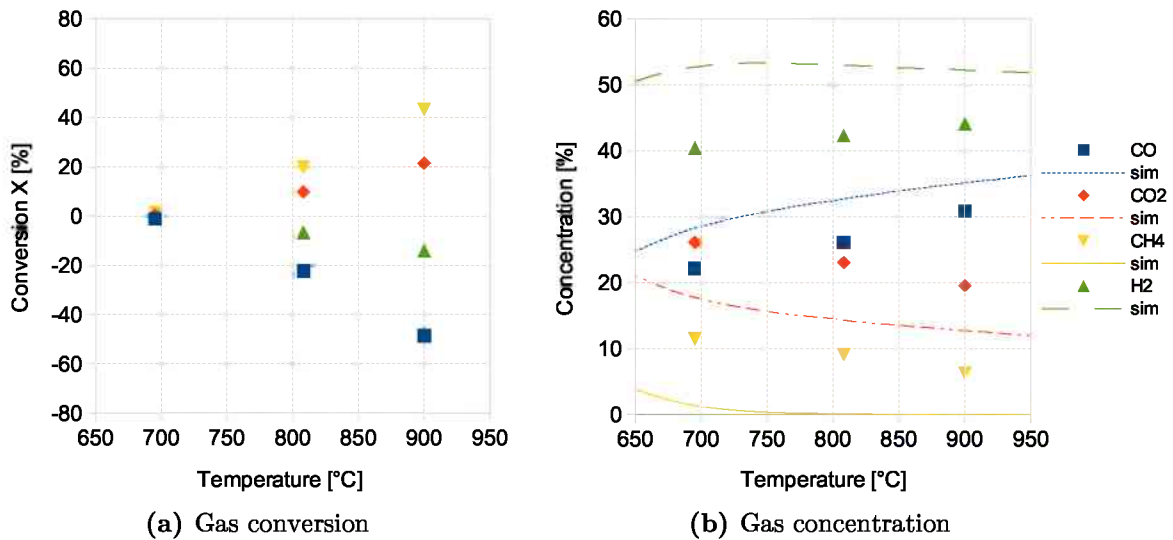 80
60
40
20
0
-20
-40
-60
-80
650 700 750 800 850 900 950
Conversion X [%]
Temperature [°C]
(a) Gas conversion
60
50
40
30
20
10
0
650 700 750 800 850 900 950
Concentration [%]
Temperature [°C]
CO
sim
CO2
sim
CH4
sim
H2
sim
(b) Gas concentration